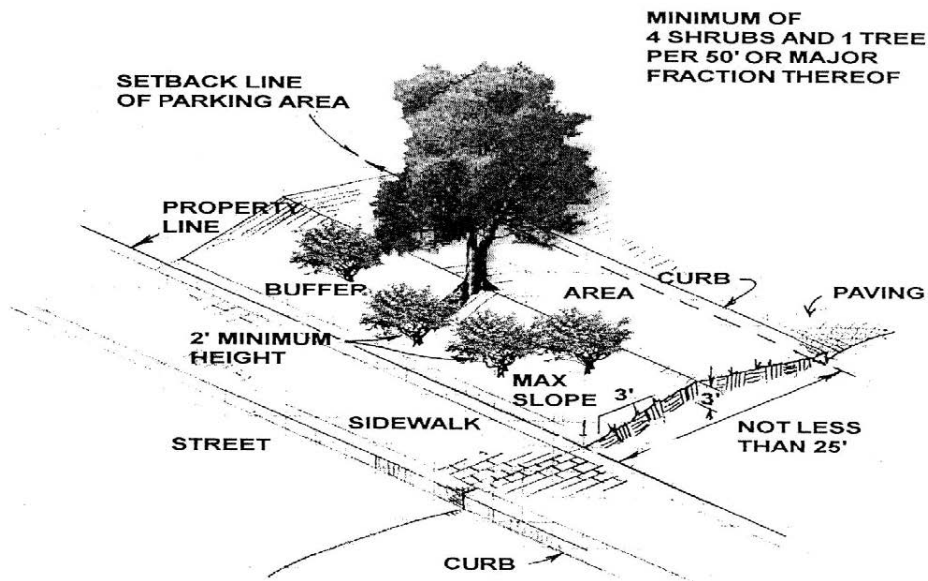 MINIMUM OF
4 SHRUBS AND 1 TREE
PER 50' OR MAJOR
FRACTION THEREOF
SETBACK LINE
OF PARKING AREA
PROPERTY
LINE
BUFFER
AREA
CURB
PAVING
2' MINIMUM
HEIGHT
MAX
SLOPE
3'
1
3'
NOT LESS
THAN 25'
SIDEWALK
STREET
CURB